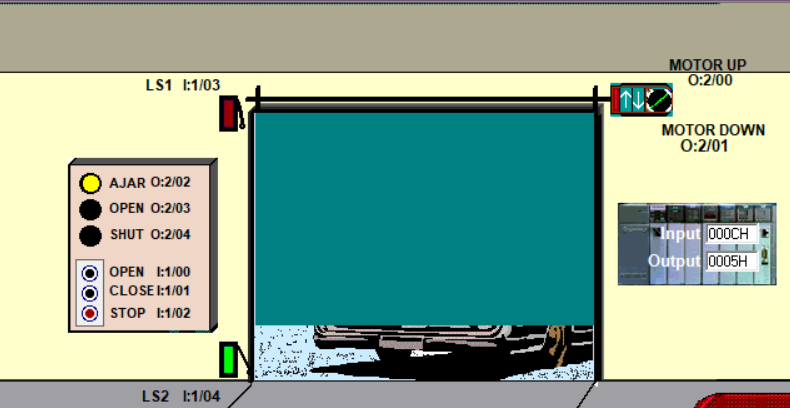 MOTOR UP
O:2/00
LS1 I:1/03
MOTOR DOWN
O:2/01
AJAR O:2/02
OPEN O:2/03
SHUT O:2/04
Input 000CH
Output 0005H
OPEN I:1/00
CLOSE I:1/01
STOP I:1/02
LS2 I:1/04